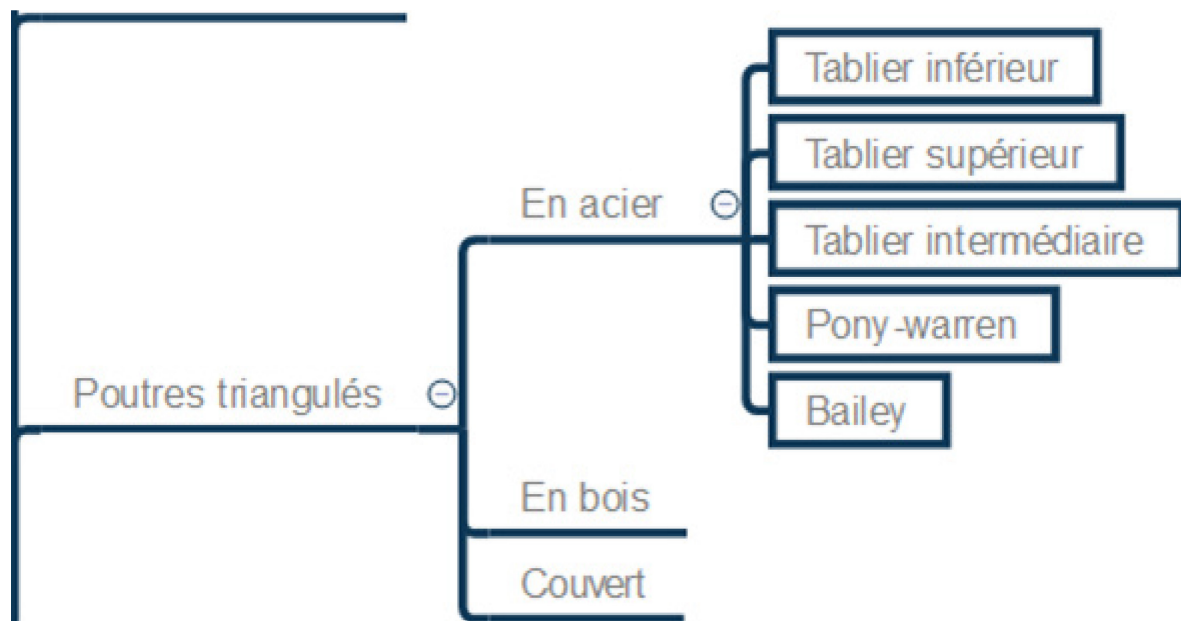 Tablier inférieur
Tablier supérieur
En acier
Tablier intermédiaire
Pony-warren
Poutres triangulés
Bailey
En bois
Couvert